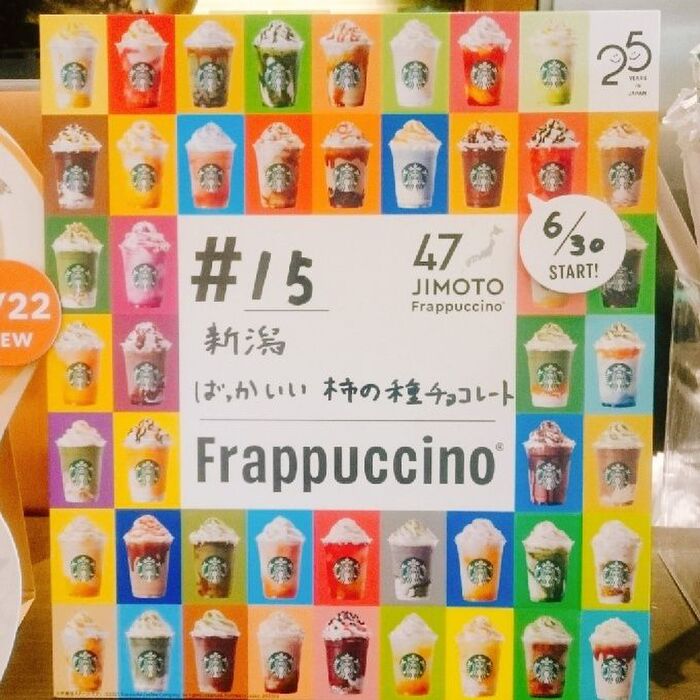 25
YEARS
in
JAPAN
#15
47
JIMOTO
Frappuccino®
6/30
START!
新潟
ばっかいい 柿の種チョコレート
Frappuccino®
/22
EW